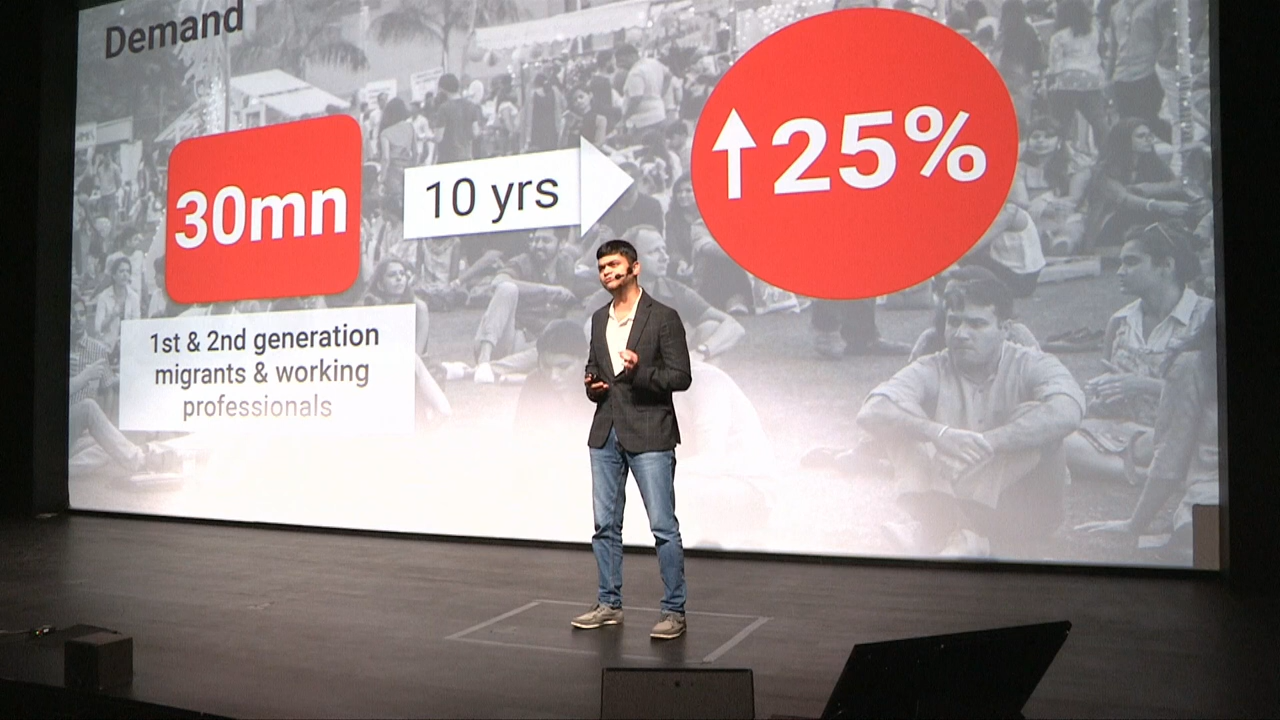 Demand
30mn
10 yrs
↑25%
1st & 2nd generation
migrants & working
professionals